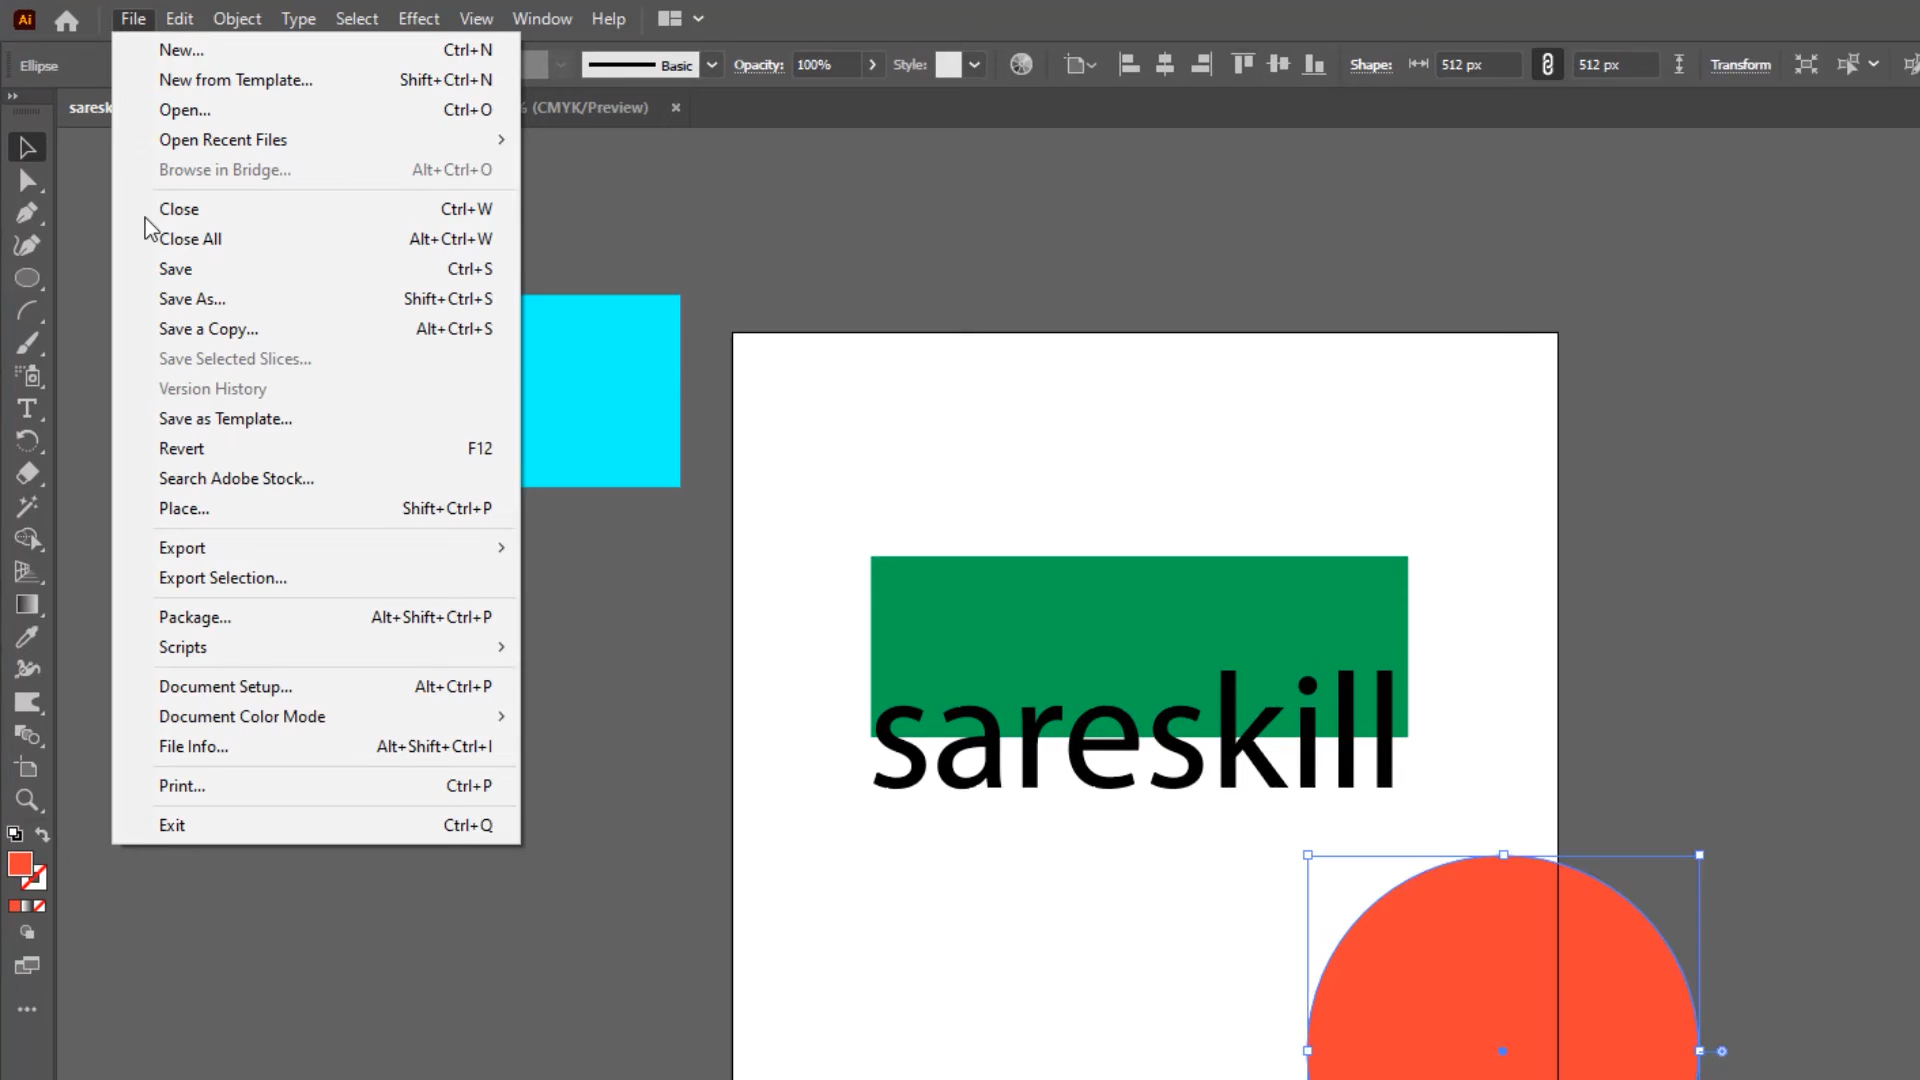 Ai File Edit Object Type Select Effect View Window Help
Ellipse Basic Opacity: 100% Style: Shape: 512 px 512 px Transform
saresk % (CMYK/Preview) ×
New... Ctrl+N
New from Template... Shift+Ctrl+N
Open... Ctrl+O
Open Recent Files
Browse in Bridge... Alt+Ctrl+O
Close Ctrl+W
Close All Alt+Ctrl+W
Save Ctrl+S
Save As... Shift+Ctrl+S
Save a Copy... Alt+Ctrl+S
Save Selected Slices...
Version History
Save as Template...
Revert F12
Search Adobe Stock...
Place... Shift+Ctrl+P
Export
Export Selection...
Package... Alt+Shift+Ctrl+P
Scripts
Document Setup... Alt+Ctrl+P
Document Color Mode
File Info... Alt+Shift+Ctrl+I
Print... Ctrl+P
Exit Ctrl+Q
sareskill